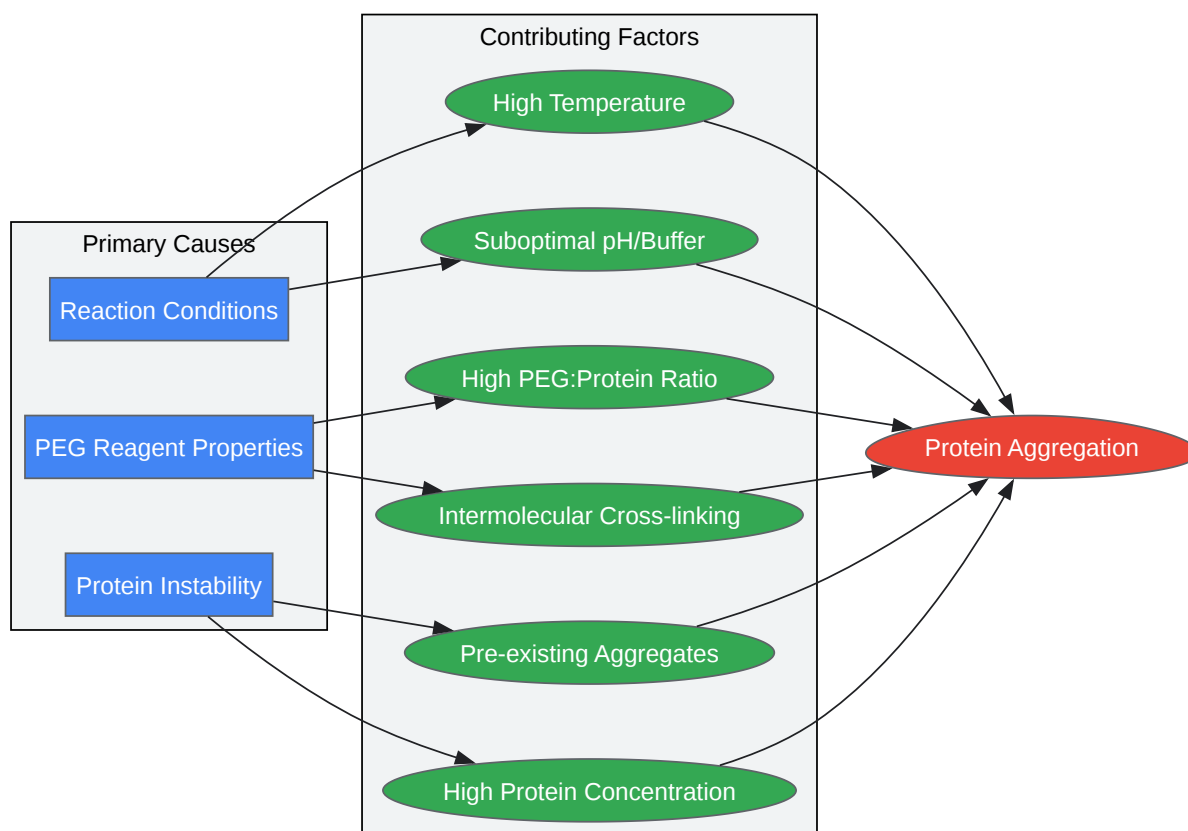 Contributing Factors
High Temperature
Primary Causes
Suboptimal pH/Buffer
Reaction Conditions
High PEG:Protein Ratio
PEG Reagent Properties
Protein Aggregation
Intermolecular Cross-linking
Protein Instability
Pre-existing Aggregates
High Protein Concentration